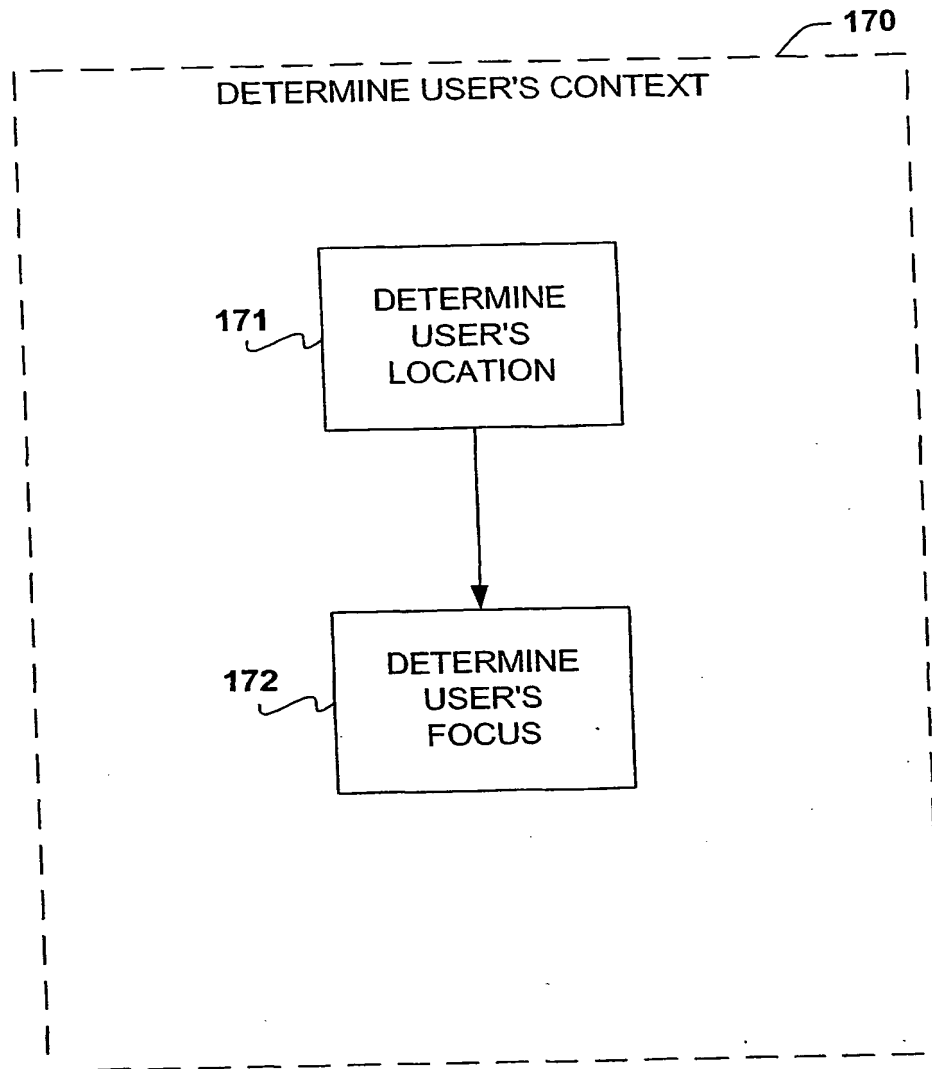 170
DETERMINE USER'S CONTEXT
171
DETERMINE
USER'S
LOCATION
172
DETERMINE
USER'S
FOCUS